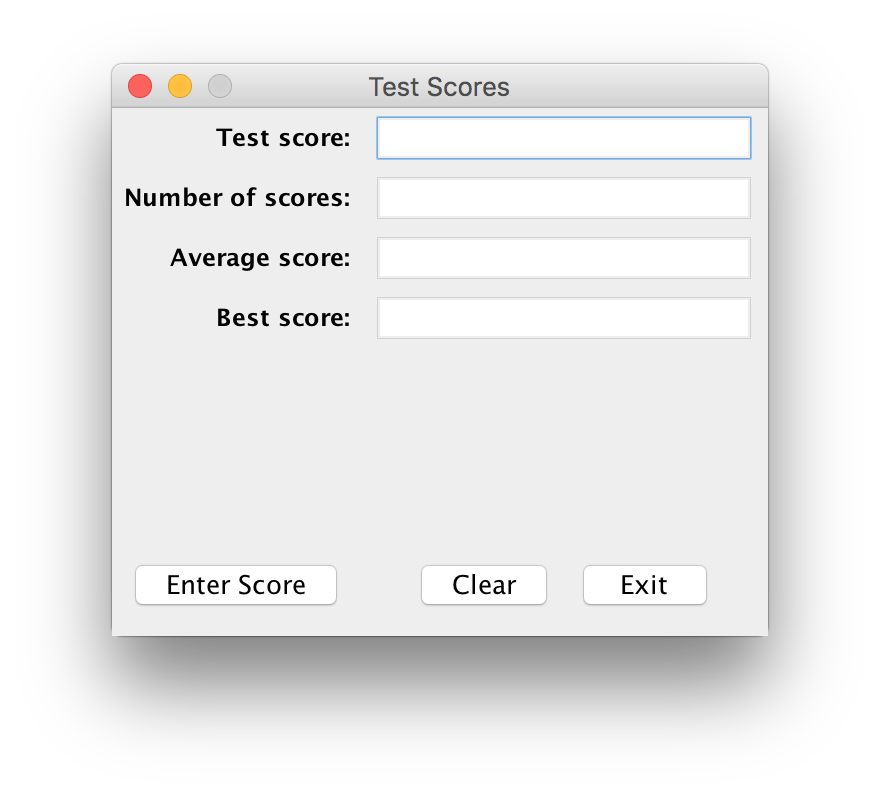 Test Scores
Test score:
Number of scores:
Average score:
Best score:
Enter Score Clear Exit